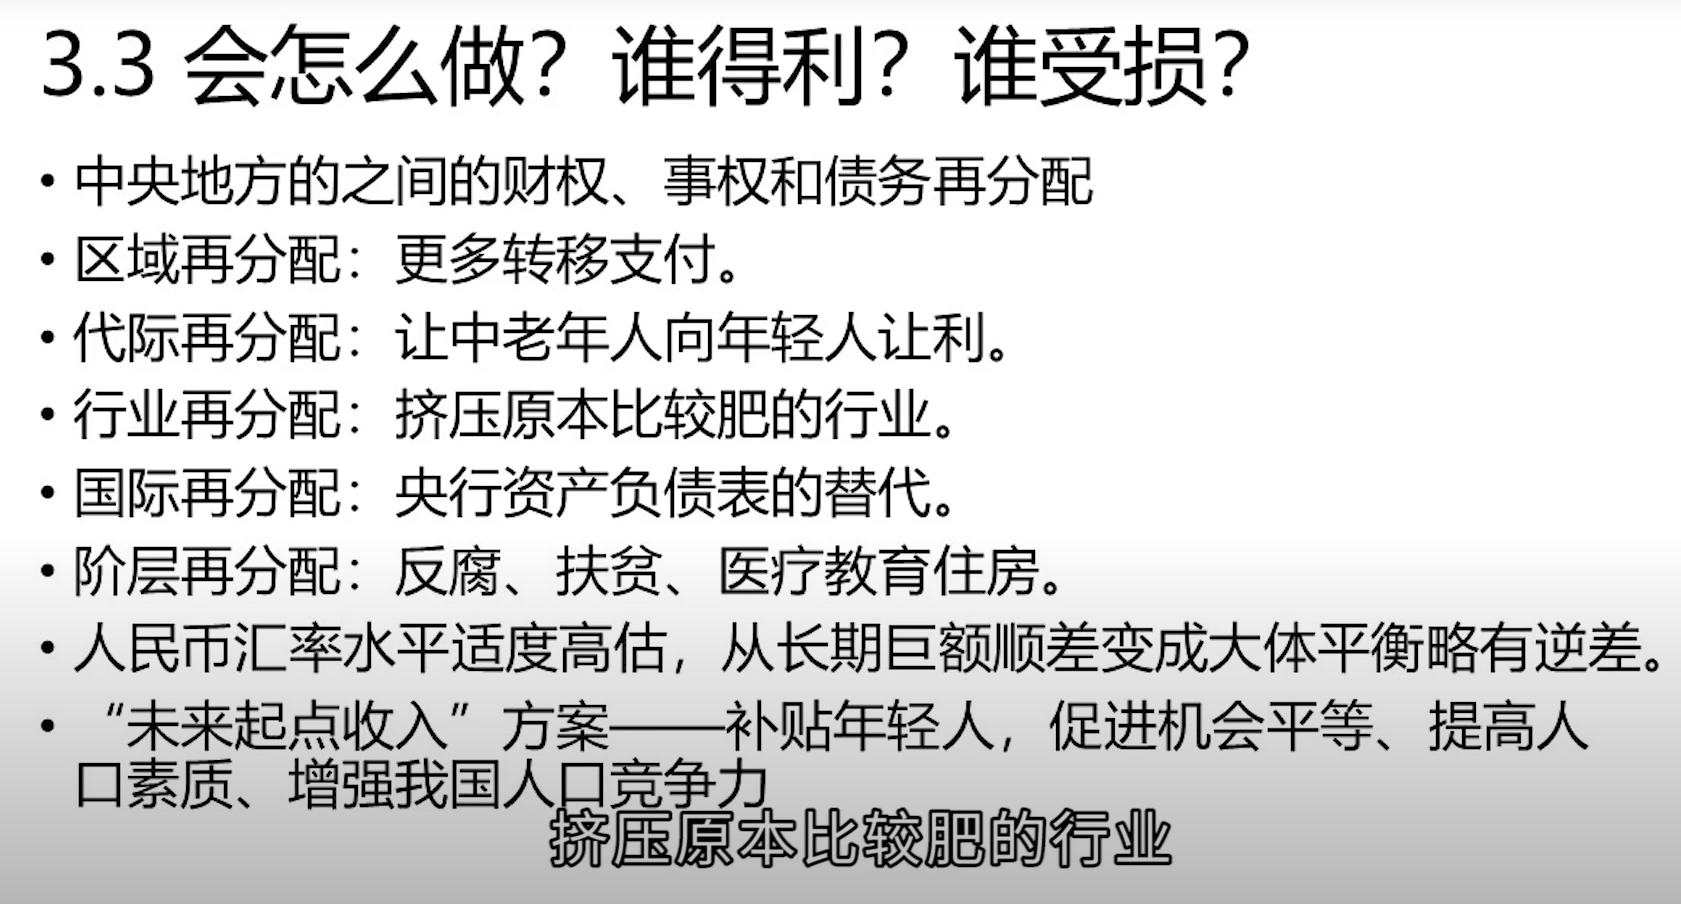 3.3 会怎么做？谁得利？谁受损？
• 中央地方的之间的财权、事权和债务再分配
• 区域再分配：更多转移支付。
• 代际再分配：让中老年人向年轻人让利。
• 行业再分配：挤压原本比较肥的行业。
• 国际再分配：央行资产负债表的替代。
• 阶层再分配：反腐、扶贫、医疗教育住房。
• 人民币汇率水平适度高估，从长期巨额顺差变成大体平衡略有逆差。
• “未来起点收入”方案——补贴年轻人，促进机会平等、提高人
口素质、增强我国人口竞争力
挤压原本比较肥的行业